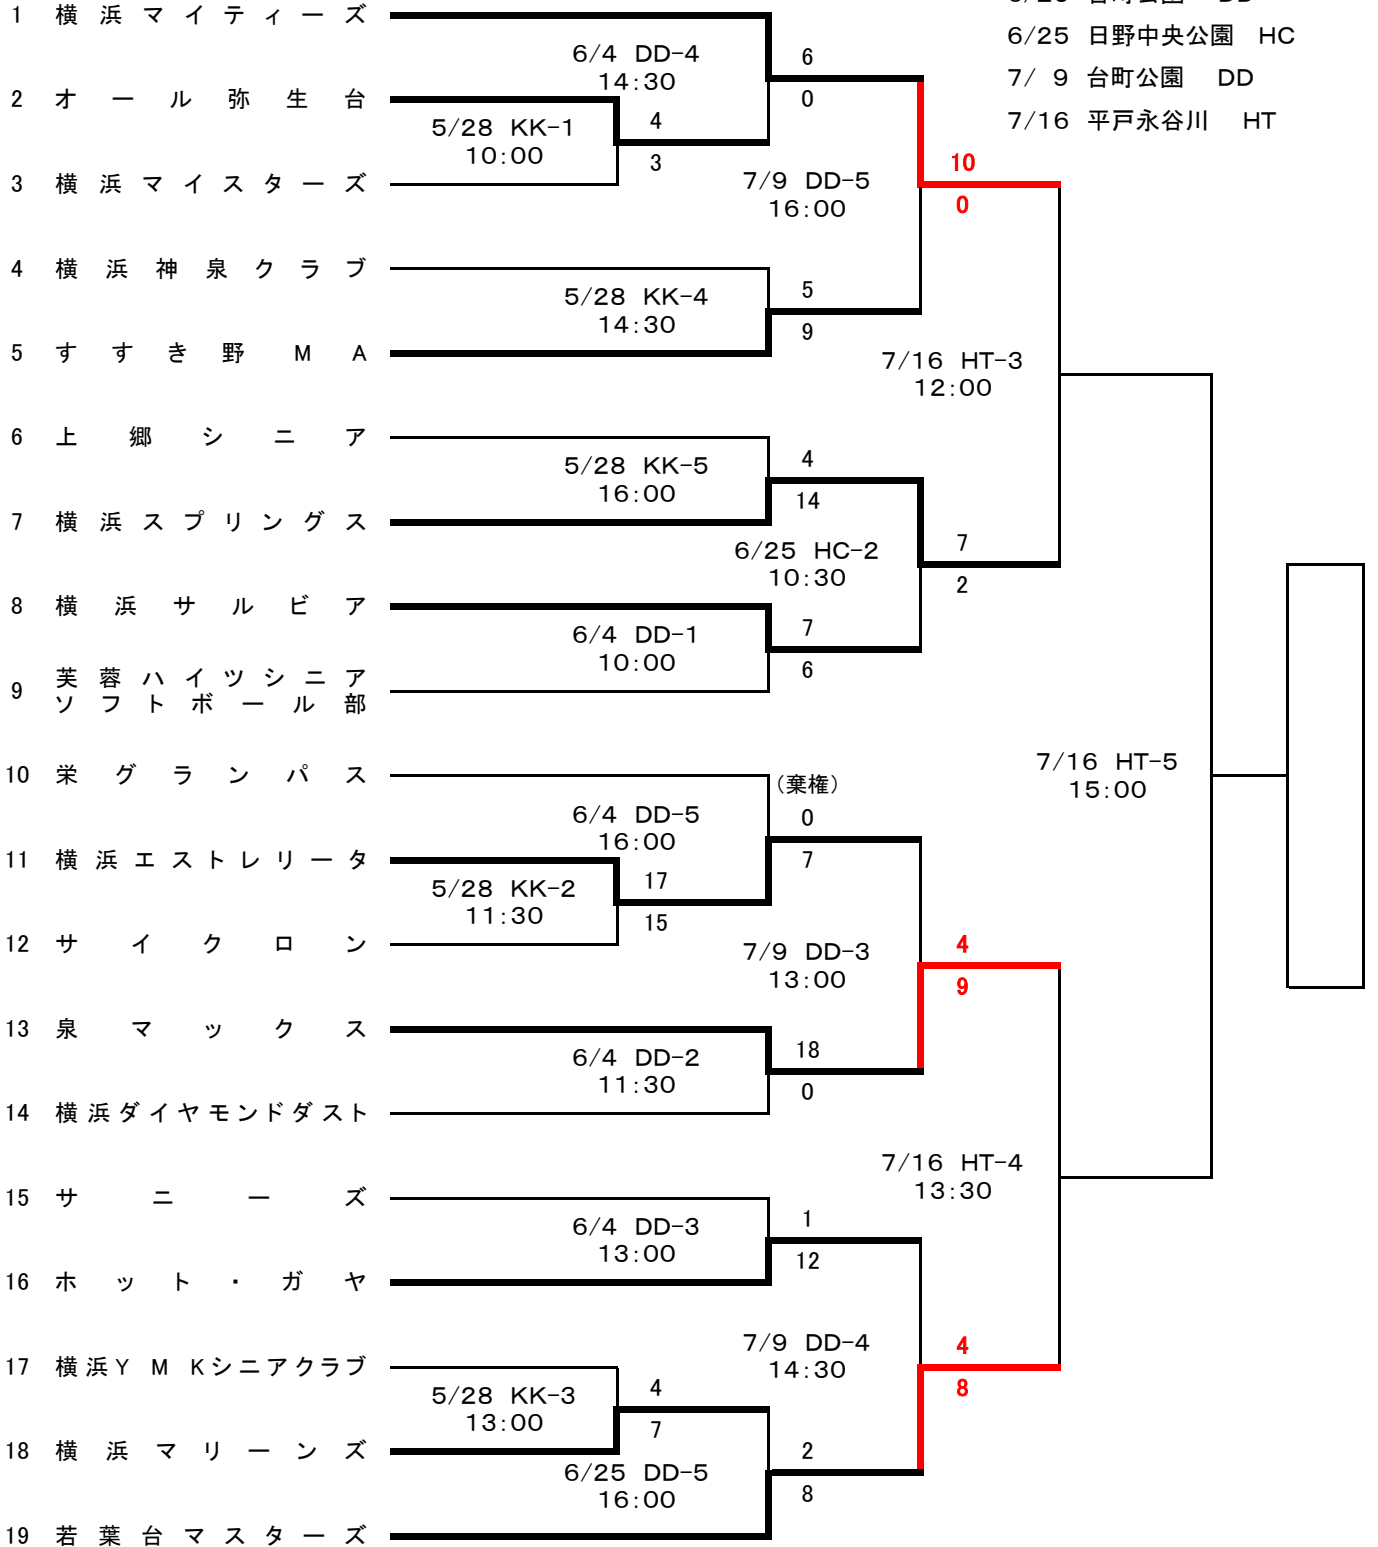 1 横浜マイティーズ
6/25 日野中央公園 HC
7/ 9 台町公園 DD
7/16 平戸永谷川 HT
6/4 DD-4
14:30
6
0
2 オール弥生台
5/28 KK-1
10:00
4
3
3 横浜マイスターズ
7/9 DD-5
16:00
10
0
4 横浜神泉クラブ
5/28 KK-4
14:30
5
9
5 すすき野MA
7/16 HT-3
12:00
6 上郷シニア
5/28 KK-5
16:00
4
14
7 横浜スプリングス
6/25 HC-2
10:30
7
2
8 横浜サルビア
6/4 DD-1
10:00
7
6
9 芙蓉ハイツシニア
ソフトボール部
7/16 HT-5
15:00
10 栄グランパス
(棄権)
6/4 DD-5
16:00
0
7
11 横浜エストレリータ
5/28 KK-2
11:30
17
15
12 サイクロン
7/9 DD-3
13:00
4
9
13 泉マックス
6/4 DD-2
11:30
18
0
14 横浜ダイヤモンドダスト
7/16 HT-4
13:30
15 サニーズ
6/4 DD-3
13:00
1
12
16 ホット・ガヤ
7/9 DD-4
14:30
4
8
17 横浜YMKシニアクラブ
5/28 KK-3
13:00
4
7
18 横浜マリーンズ
6/25 DD-5
16:00
2
8
19 若葉台マスターズ